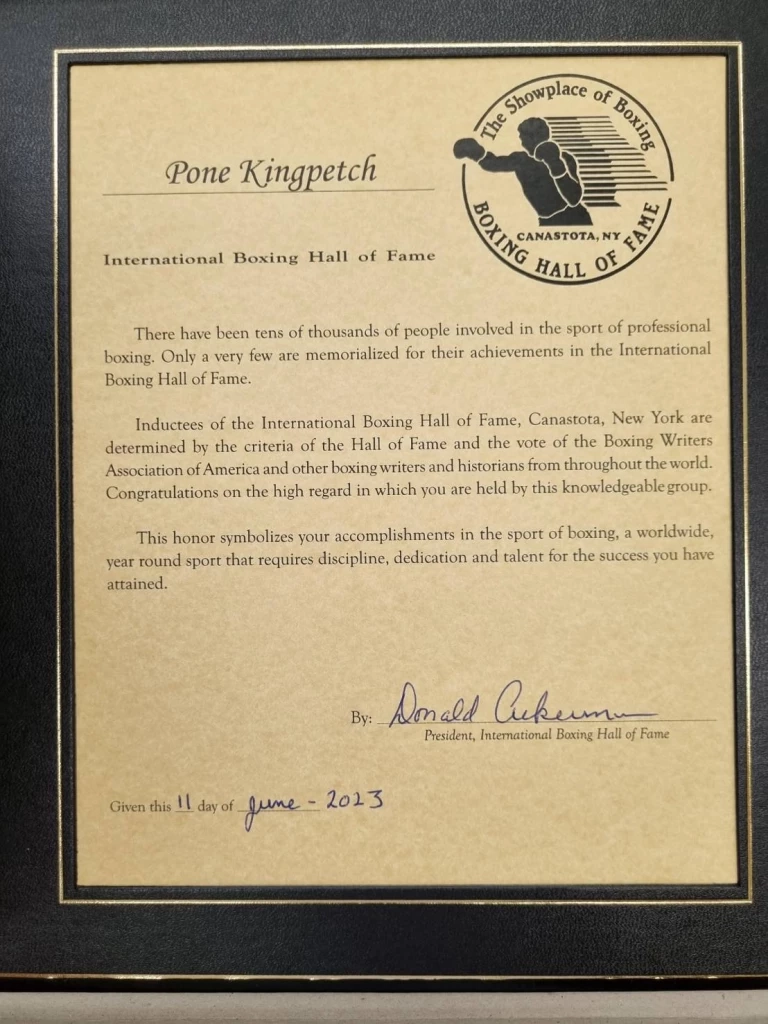 The Showplace of Boxing
CANASTOTA, NY
BOXING HALL OF FAME
Pone Kingpetch
International Boxing Hall of Fame
There have been tens of thousands of people involved in the sport of professional
boxing. Only a very few are memorialized for their achievements in the International
Boxing Hall of Fame.
Inductees of the International Boxing Hall of Fame, Canastota, New York are
determined by the criteria of the Hall of Fame and the vote of the Boxing Writers
Association of America and other boxing writers and historians from throughout the world.
Congratulations on the high regard in which you are held by this knowledgeable group.
This honor symbolizes your accomplishments in the sport of boxing, a worldwide,
year round sport that requires discipline, dedication and talent for the success you have
attained.
By: Donald Ackerman
President, International Boxing Hall of Fame
Given this 11 day of june - 2023